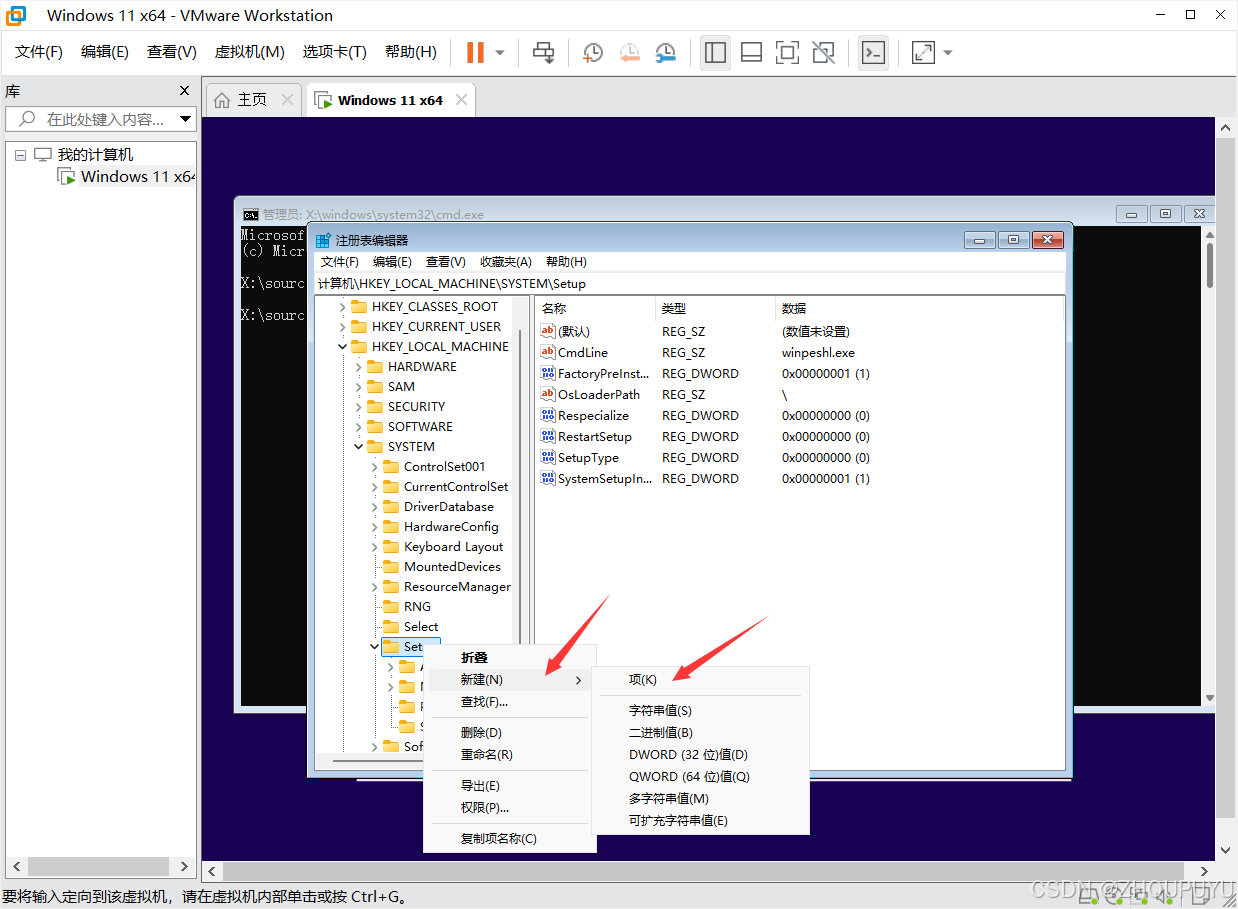 Windows 11 x64 - VMware Workstation
文件(F) 编辑(E) 查看(V) 虚拟机(M) 选项卡(T) 帮助(H)
库
在此处键入内容...
我的计算机
Windows 11 x64
主页
Windows 11 x64
管理员: X:\windows\system32\cmd.exe
Microsof
(c) Micr
X:\sourc
X:\sourc
注册表编辑器
文件(F) 编辑(E) 查看(V) 收藏夹(A) 帮助(H)
计算机\HKEY_LOCAL_MACHINE\SYSTEM\Setup
HKEY_CLASSES_ROOT
HKEY_CURRENT_USER
HKEY_LOCAL_MACHINE
HARDWARE
SAM
SECURITY
SOFTWARE
SYSTEM
ControlSet001
CurrentControlSet
DriverDatabase
HardwareConfig
Keyboard Layout
MountedDevices
ResourceManager
RNG
Select
Set
Sof
名称 类型 数据
(默认) REG_SZ (数值未设置)
CmdLine REG_SZ winpeshl.exe
FactoryPreInst... REG_DWORD 0x00000001 (1)
OsLoaderPath REG_SZ \
Respecialize REG_DWORD 0x00000000 (0)
RestartSetup REG_DWORD 0x00000000 (0)
SetupType REG_DWORD 0x00000000 (0)
SystemSetupIn... REG_DWORD 0x00000001 (1)
折叠
新建(N)
查找(F)...
删除(D)
重命名(R)
导出(E)
权限(P)...
复制项名称(C)
项(K)
字符串值(S)
二进制值(B)
DWORD (32 位)值(D)
QWORD (64 位)值(Q)
多字符串值(M)
可扩充字符串值(E)
要将输入定向到该虚拟机，请在虚拟机内部单击或按 Ctrl+G。
CSDN @ZHOUPUYU